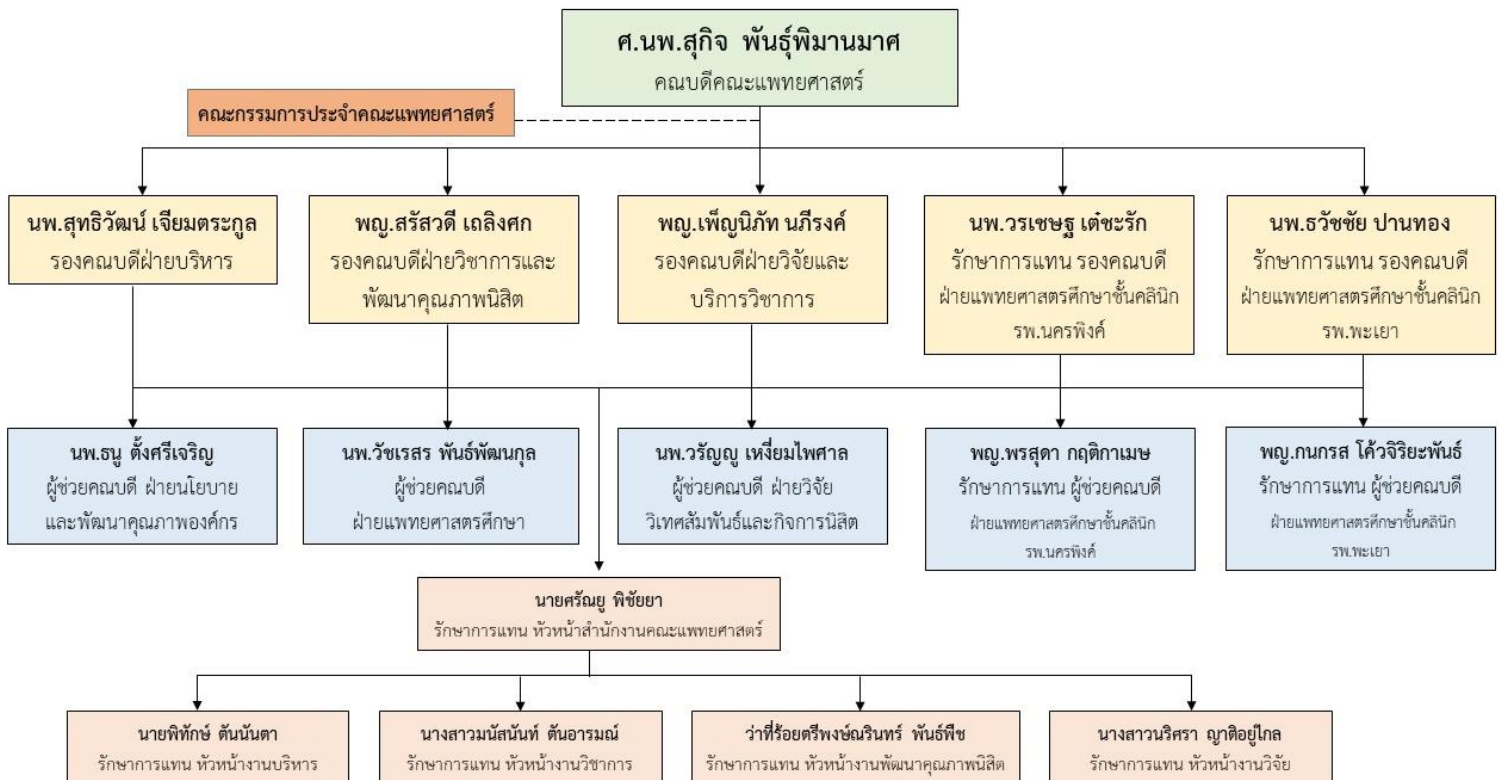 ศ.นพ.สุกิจ พันธุ์พิมานมาศ
คณบดีคณะแพทยศาสตร์
คณะกรรมการประจำคณะแพทยศาสตร์
นพ.สุทธิวัฒน์ เจียมตระกูล
รองคณบดีฝ่ายบริหาร
พญ.สรัสวดี เถลิงศก
รองคณบดีฝ่ายวิชาการและ
พัฒนาคุณภาพนิสิต
พญ.เพ็ญนิภัท นภีรงค์
รองคณบดีฝ่ายวิจัยและ
บริการวิชาการ
นพ.วรเชษฐ เต๋ชะรัก
รักษาการแทน รองคณบดี
ฝ่ายแพทยศาสตรศึกษาชั้นคลินิก
รพ.นครพิงค์
นพ.ธวัชชัย ปานทอง
รักษาการแทน รองคณบดี
ฝ่ายแพทยศาสตรศึกษาชั้นคลินิก
รพ.พะเยา
นพ.ธนู ตั้งศรีเจริญ
ผู้ช่วยคณบดี ฝ่ายนโยบาย
และพัฒนาคุณภาพองค์กร
นพ.วัชเรสร พันธ์พัฒนกุล
ผู้ช่วยคณบดี
ฝ่ายแพทยศาสตรศึกษา
นพ.วรัญญู เหงี่ยมไพศาล
ผู้ช่วยคณบดี ฝ่ายวิจัย
วิเทศสัมพันธ์และกิจการนิสิต
พญ.พรสุดา กฤติกาเมษ
รักษาการแทน ผู้ช่วยคณบดี
ฝ่ายแพทยศาสตรศึกษาชั้นคลินิก
รพ.นครพิงค์
พญ.กนกรส โค้วจิริยะพันธ์
รักษาการแทน ผู้ช่วยคณบดี
ฝ่ายแพทยศาสตรศึกษาชั้นคลินิก
รพ.พะเยา
นายศรัณยู พิชัยยา
รักษาการแทน หัวหน้าสำนักงานคณะแพทยศาสตร์
นายพิทักษ์ ตันนันตา
รักษาการแทน หัวหน้างานบริหาร
นางสาวมนัสนันท์ ตันอารมณ์
รักษาการแทน หัวหน้างานวิชาการ
ว่าที่ร้อยตรีพงษ์ณรินทร์ พันธ์พืช
รักษาการแทน หัวหน้างานพัฒนาคุณภาพนิสิต
นางสาวนริศรา ญาติอยู่ไกล
รักษาการแทน หัวหน้างานวิจัย